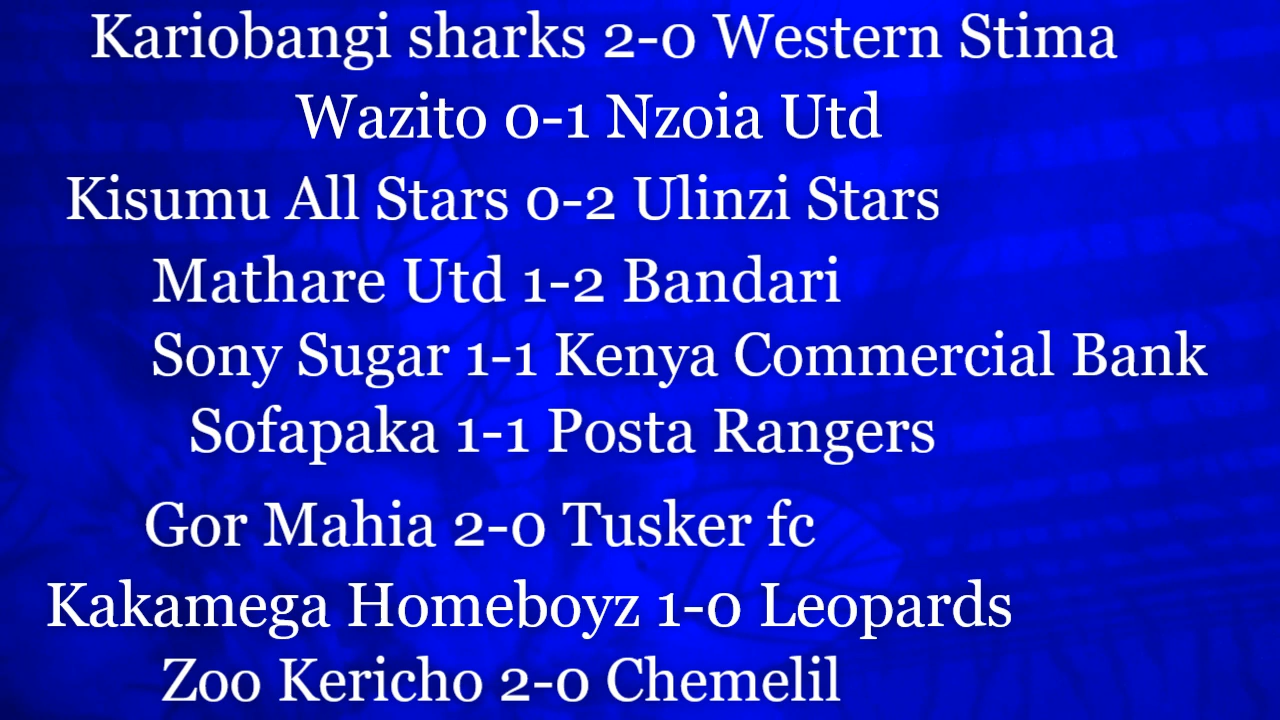 Kariobangi sharks 2-0 Western Stima
Wazito 0-1 Nzoia Utd
Kisumu All Stars 0-2 Ulinzi Stars
Mathare Utd 1-2 Bandari
Sony Sugar 1-1 Kenya Commercial Bank
Sofapaka 1-1 Posta Rangers
Gor Mahia 2-0 Tusker fc
Kakamega Homeboyz 1-0 Leopards
Zoo Kericho 2-0 Chemelil